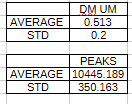 DM UM
AVERAGE 0.513
STD 0.2
PEAKS
AVERAGE 10445.189
STD 350.163